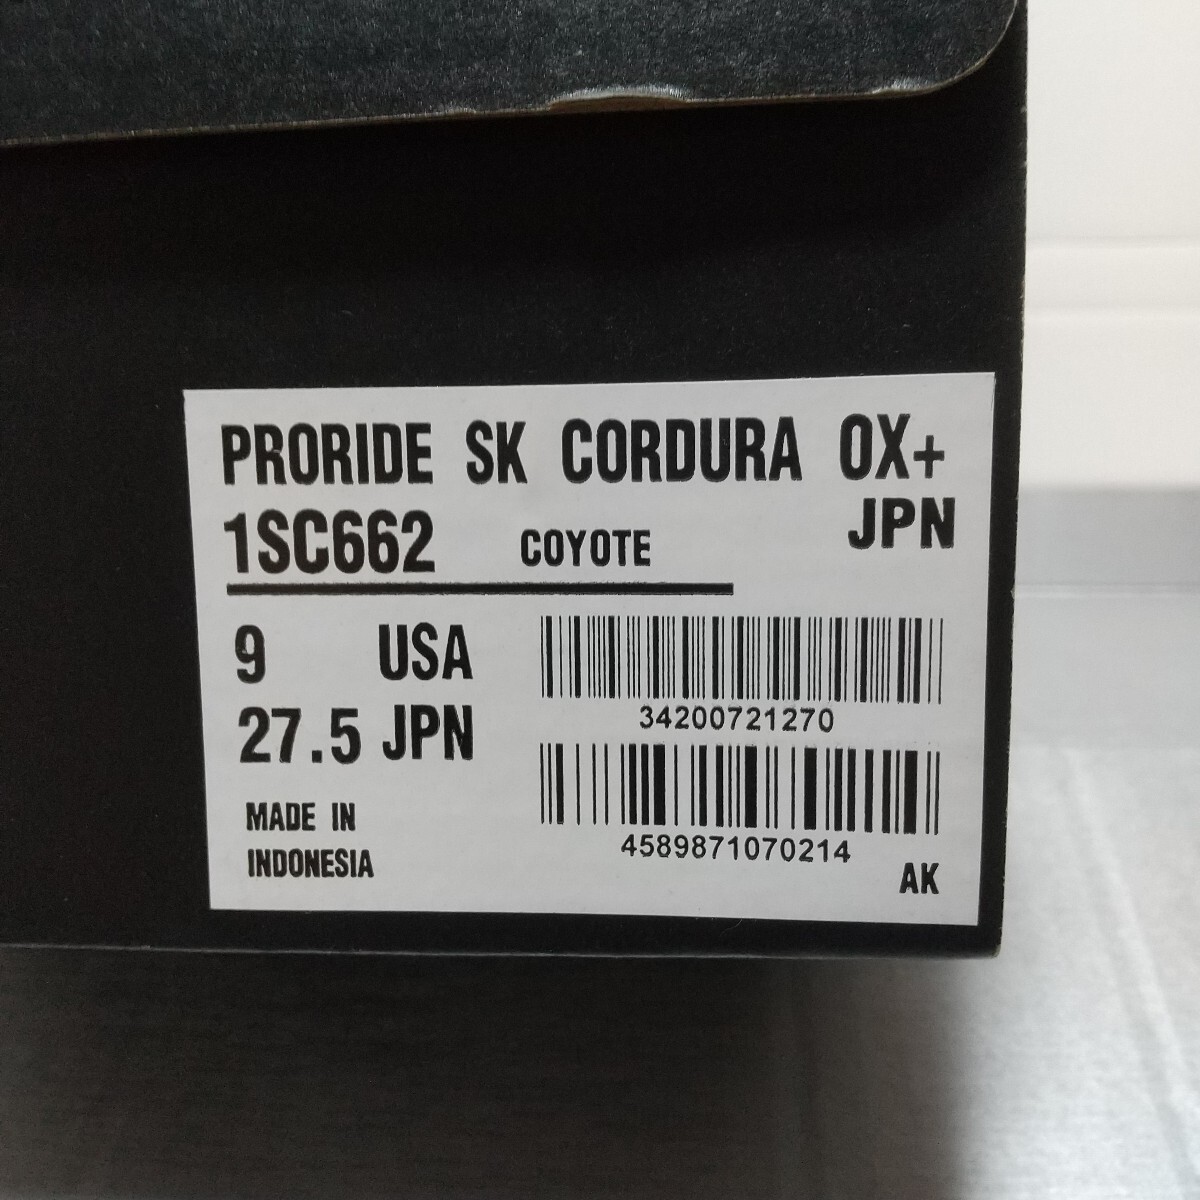 PRORIDE SK CORDURA OX+
1SC662 COYOTE JPN
9 USA
27.5 JPN
34200721270
4589871070214
MADE IN
INDONESIA
AK